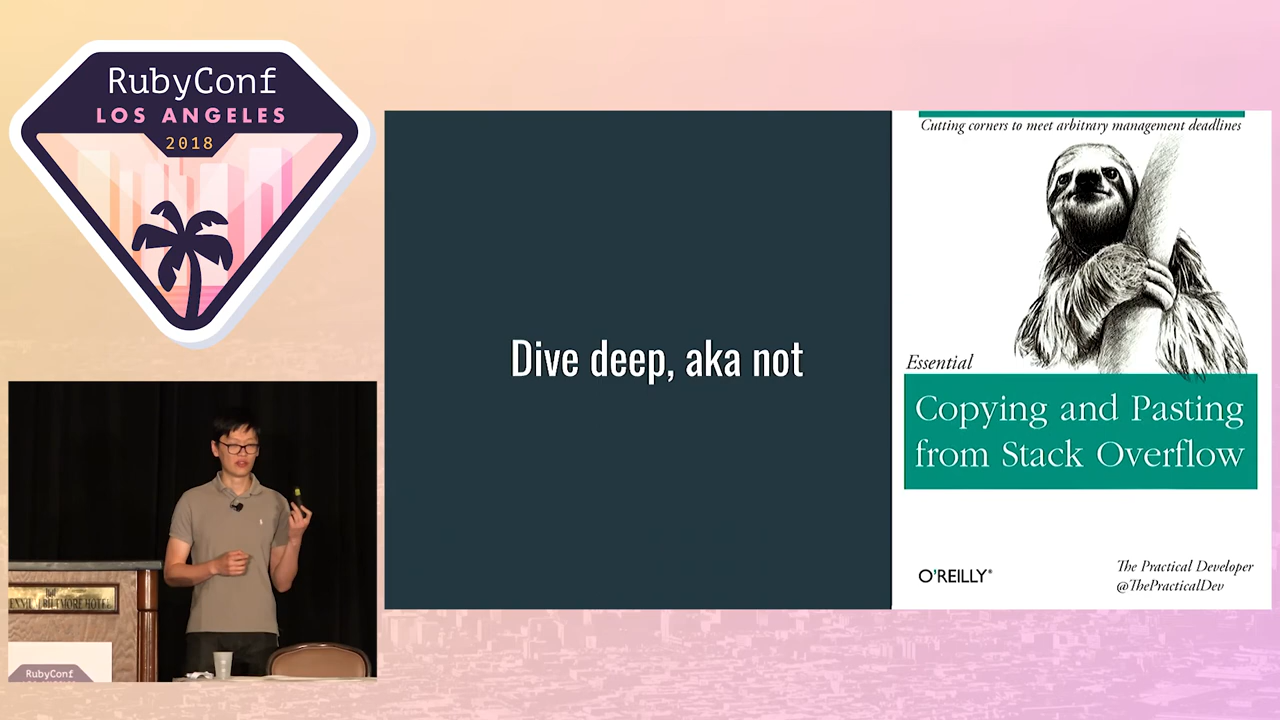 RubyConf
LOS ANGELES
2018
Dive deep, aka not
Cutting corners to meet arbitrary management deadlines
Essential
Copying and Pasting
from Stack Overflow
O'REILLY®
The Practical Developer
@ThePracticalDev
HOTEL
RubyConf